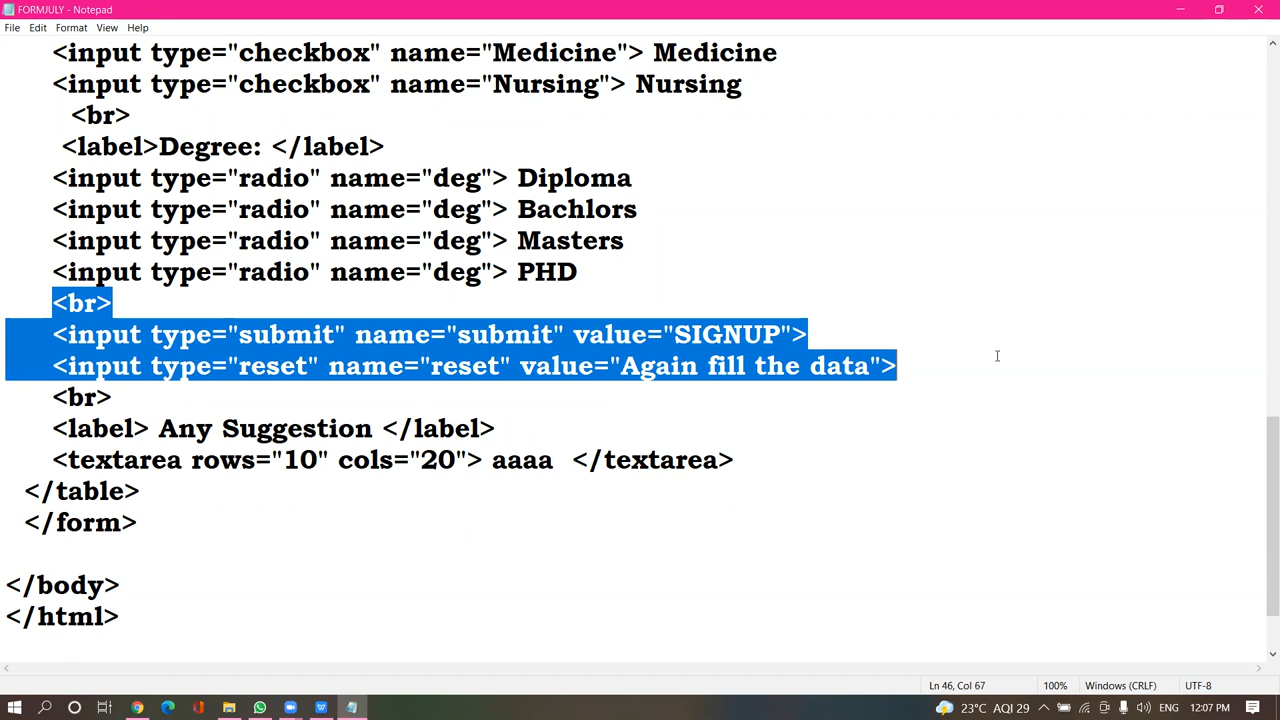 FORMJULY - Notepad
File Edit Format View Help
<input type="checkbox" name="Medicine"> Medicine
<input type="checkbox" name="Nursing"> Nursing
<br>
<label>Degree: </label>
<input type="radio" name="deg"> Diploma
<input type="radio" name="deg"> Bachlors
<input type="radio" name="deg"> Masters
<input type="radio" name="deg"> PHD
<br>
<input type="submit" name="submit" value="SIGNUP">
<input type="reset" name="reset" value="Again fill the data">
<br>
<label> Any Suggestion </label>
<textarea rows="10" cols="20"> aaaa  </textarea>
</table>
</form>
</body>
</html>
Ln 46, Col 67 100% Windows (CRLF) UTF-8
23°C AQI 29 ENG 12:07 PM